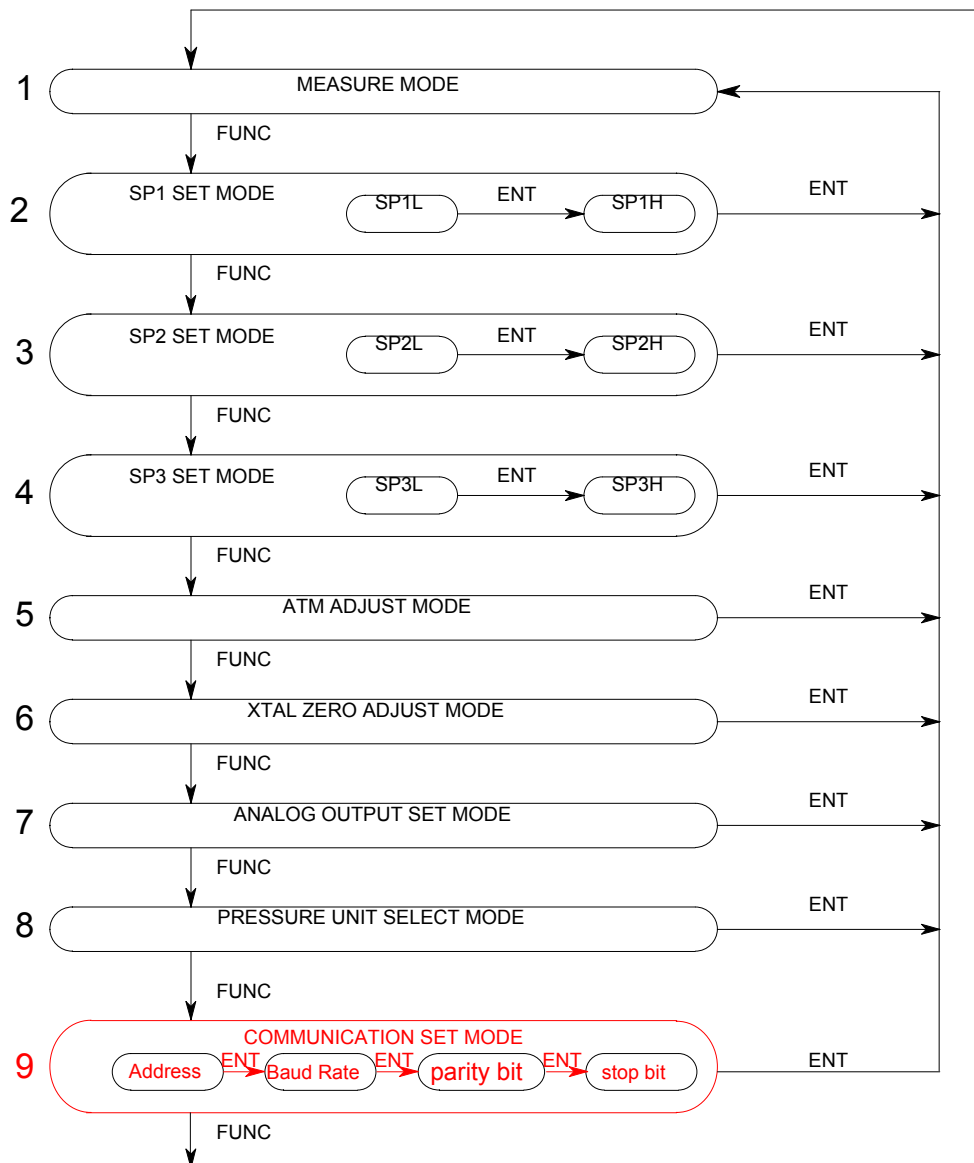 1
MEASURE MODE
FUNC
2
SP1 SET MODE
SP1L
ENT
SP1H
ENT
FUNC
3
SP2 SET MODE
SP2L
ENT
SP2H
ENT
FUNC
4
SP3 SET MODE
SP3L
ENT
SP3H
ENT
FUNC
5
ATM ADJUST MODE
ENT
FUNC
6
XTAL ZERO ADJUST MODE
ENT
FUNC
7
ANALOG OUTPUT SET MODE
ENT
FUNC
8
PRESSURE UNIT SELECT MODE
ENT
FUNC
9
COMMUNICATION SET MODE
Address
ENT
Baud Rate
ENT
parity bit
ENT
stop bit
ENT
FUNC